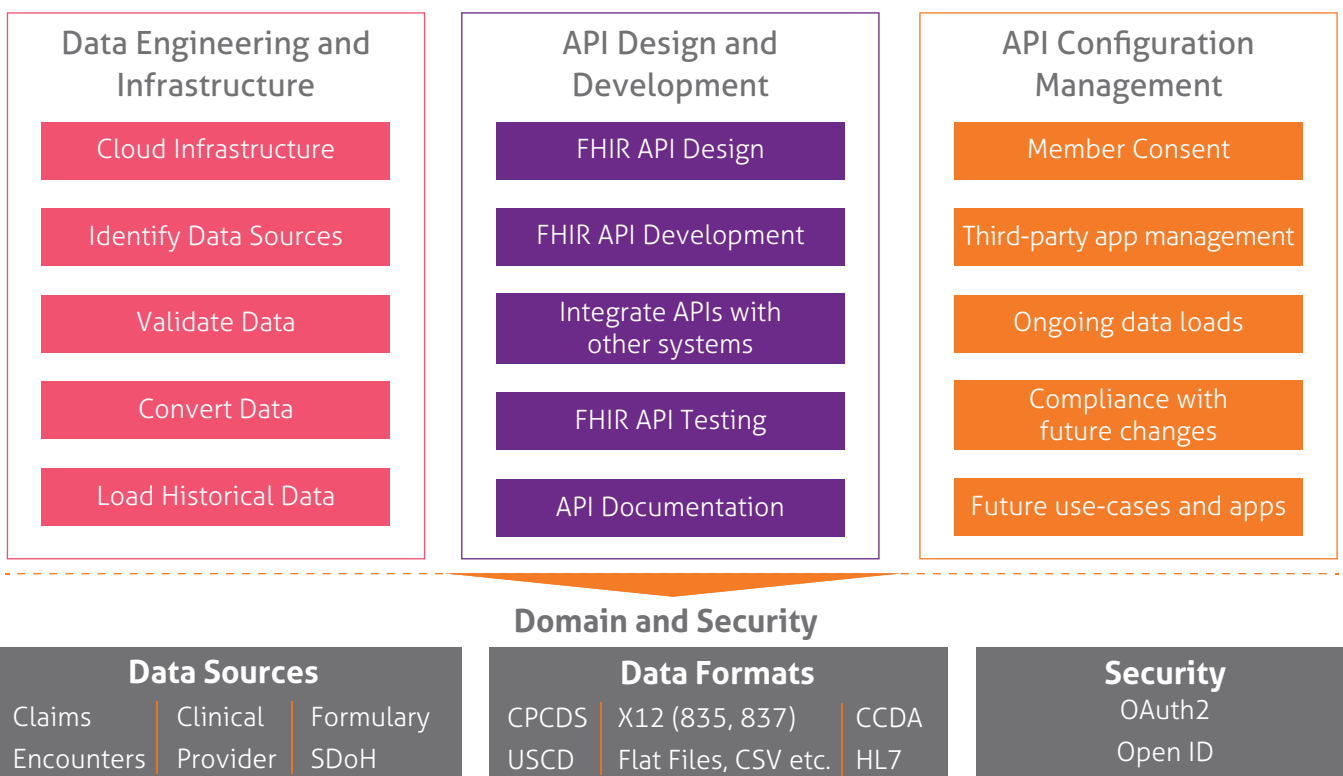 Data Engineering and
Infrastructure
Cloud Infrastructure
Identify Data Sources
Validate Data
Convert Data
Load Historical Data
API Design and
Development
FHIR API Design
FHIR API Development
Integrate APIs with
other systems
FHIR API Testing
API Documentation
API Configuration
Management
Member Consent
Third-party app management
Ongoing data loads
Compliance with
future changes
Future use-cases and apps
Domain and Security
Data Sources
Claims Clinical Formulary
Encounters Provider SDoH
Data Formats
CPCDS X12 (835, 837) CCDA
USCD Flat Files, CSV etc. HL7
Security
OAuth2
Open ID